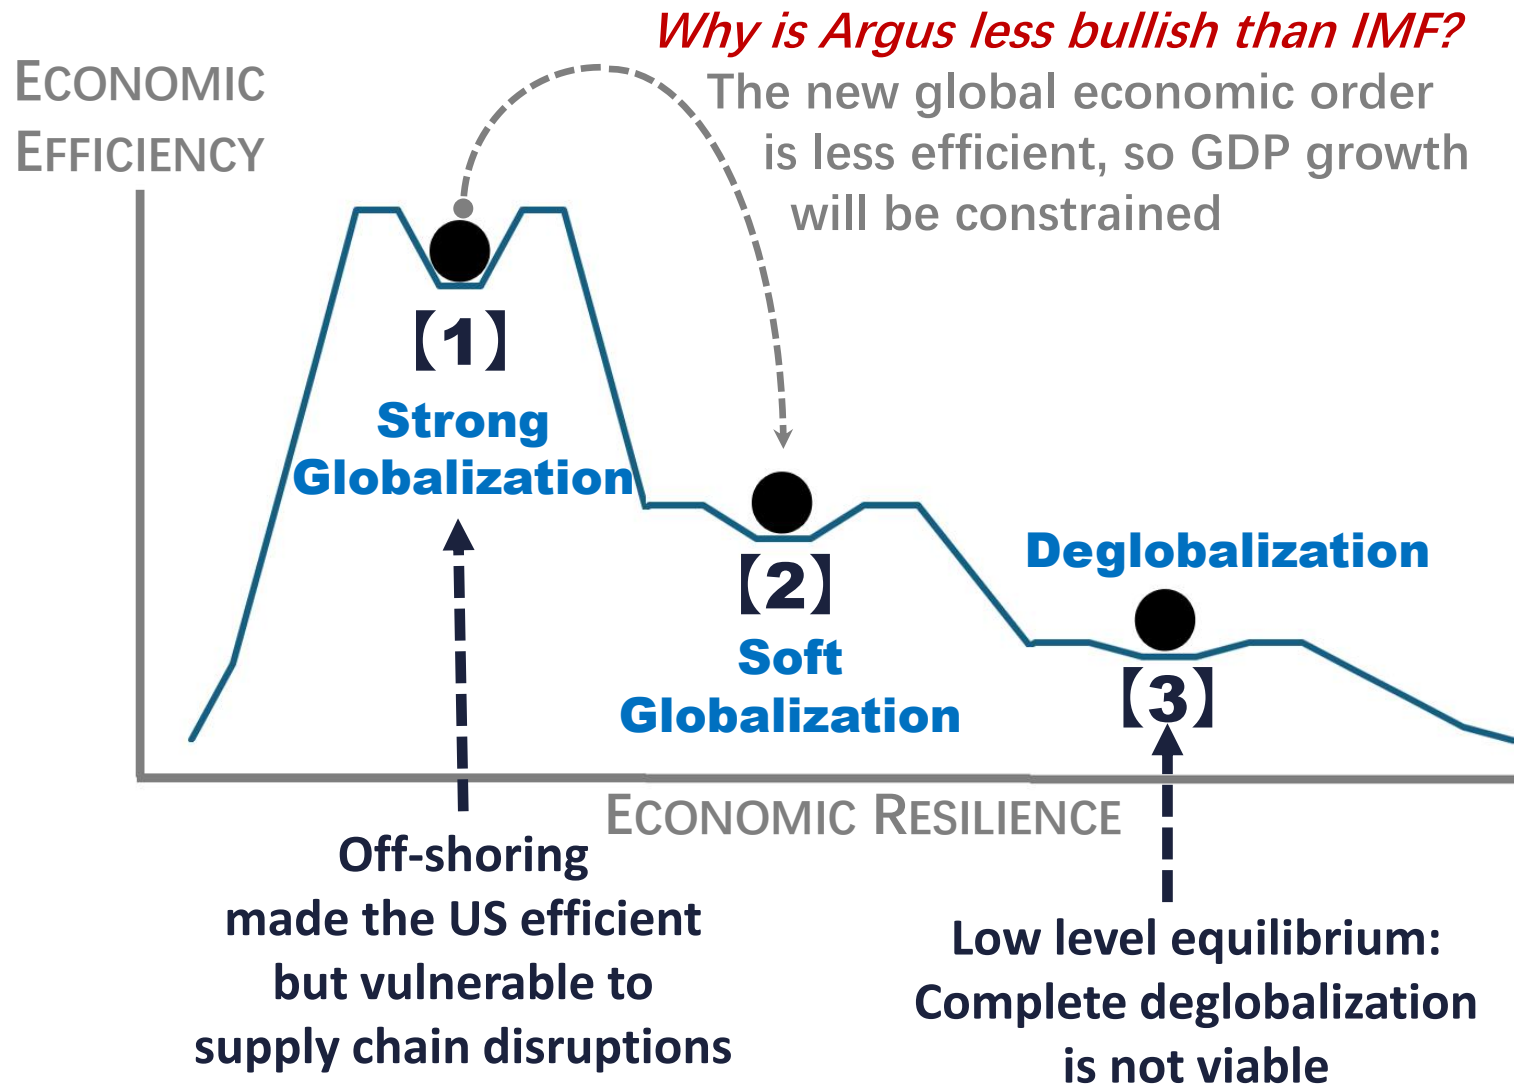 Why is Argus less bullish than IMF?
The new global economic order
is less efficient, so GDP growth
will be constrained
ECONOMIC
EFFICIENCY
【1】
Strong
Globalization
【2】
Soft
Globalization
Deglobalization
【3】
ECONOMIC RESILIENCE
Off-shoring
made the US efficient
but vulnerable to
supply chain disruptions
Low level equilibrium:
Complete deglobalization
is not viable